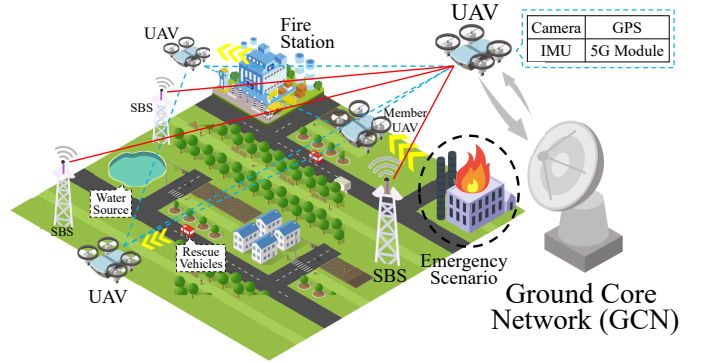 UAV
Fire
Station
UAV
Camera
GPS
IMU
5G Module
SBS
Member
UAV
Water
Source
SBS
Rescue
Vehicles
UAV
SBS
Emergency
Scenario
Ground Core
Network (GCN)